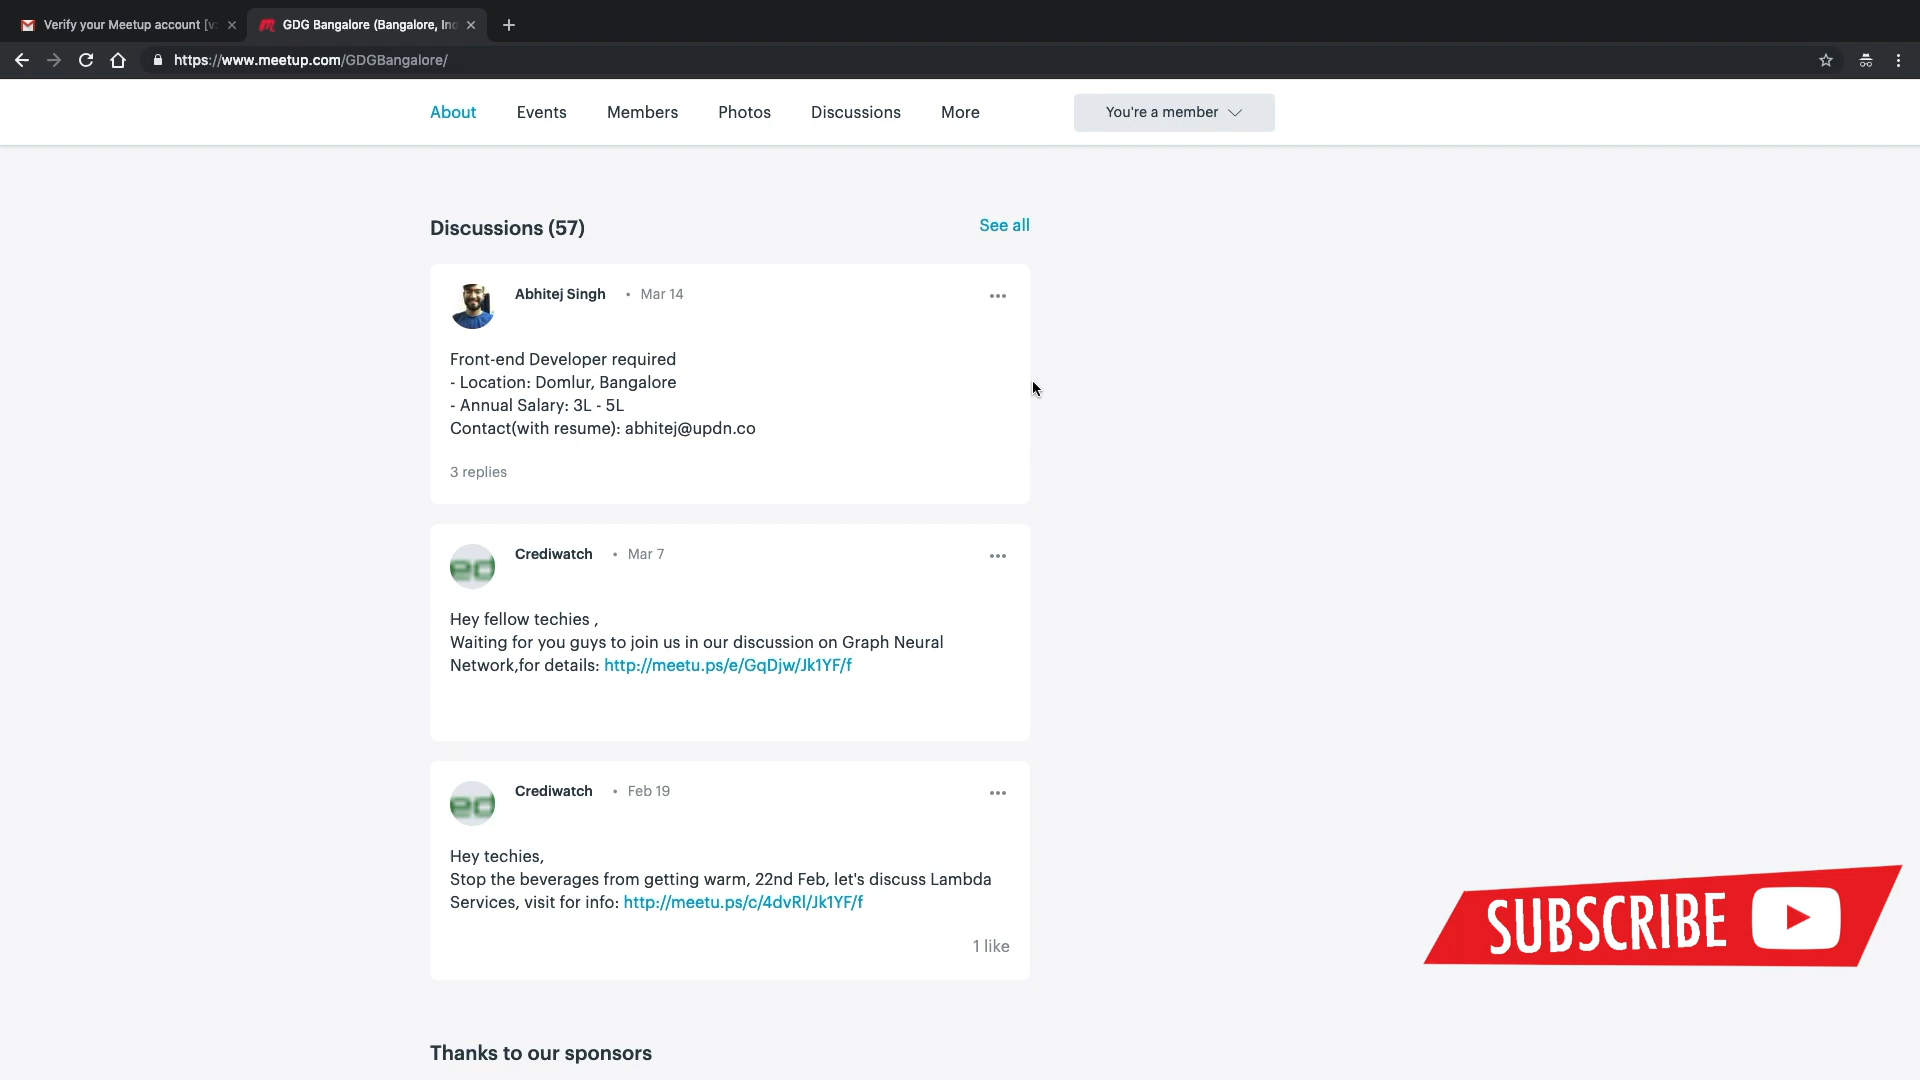 Verify your Meetup account [v
GDG Bangalore (Bangalore, Ind
https://www.meetup.com/GDGBangalore/
About
Events
Members
Photos
Discussions
More
You're a member
Discussions (57)
See all
Abhitej Singh
• Mar 14
Front-end Developer required
- Location: Domlur, Bangalore
- Annual Salary: 3L - 5L
Contact(with resume): abhitej@updn.co
3 replies
Crediwatch
• Mar 7
Hey fellow techies ,
Waiting for you guys to join us in our discussion on Graph Neural
Network,for details: http://meetu.ps/e/GqDjw/Jk1YF/f
Crediwatch
• Feb 19
Hey techies,
Stop the beverages from getting warm, 22nd Feb, let's discuss Lambda
Services, visit for info: http://meetu.ps/c/4dvRl/Jk1YF/f
1 like
SUBSCRIBE
Thanks to our sponsors